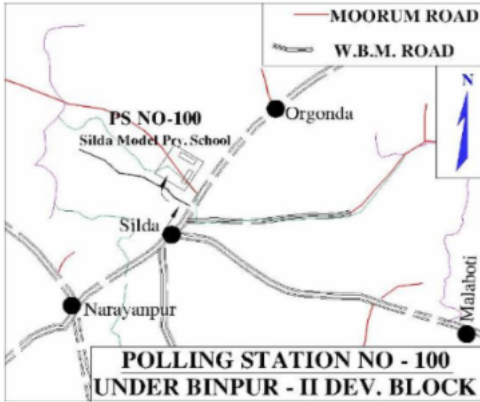 MOORUM ROAD
W.B.M. ROAD
N
PS NO-100
Silda Model Pry. School
Orgonda
Silda
Narayanpur
Malaboti
POLLING STATION NO - 100
UNDER BINPUR - II DEV. BLOCK